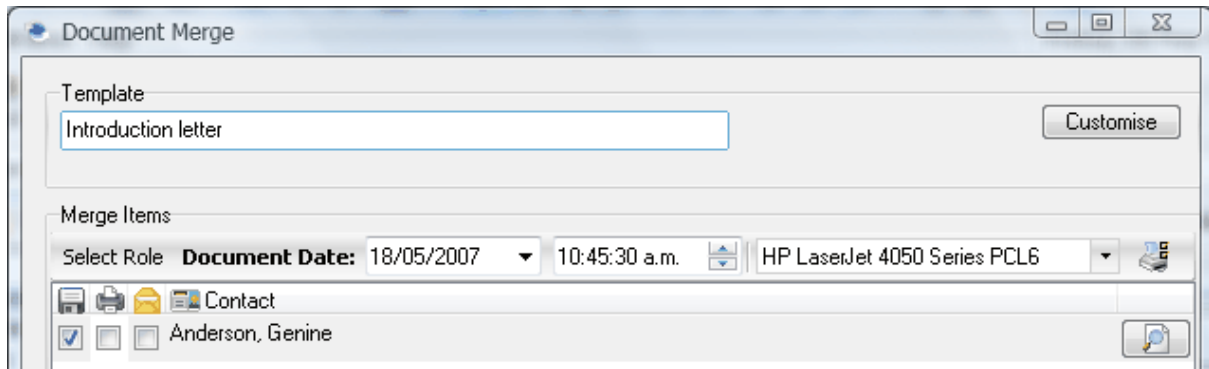 Document Merge
Template
Introduction letter
Customise
Merge Items
Select Role Document Date: 18/05/2007 10:45:30 a.m. HP LaserJet 4050 Series PCL6
Contact
Anderson, Genine